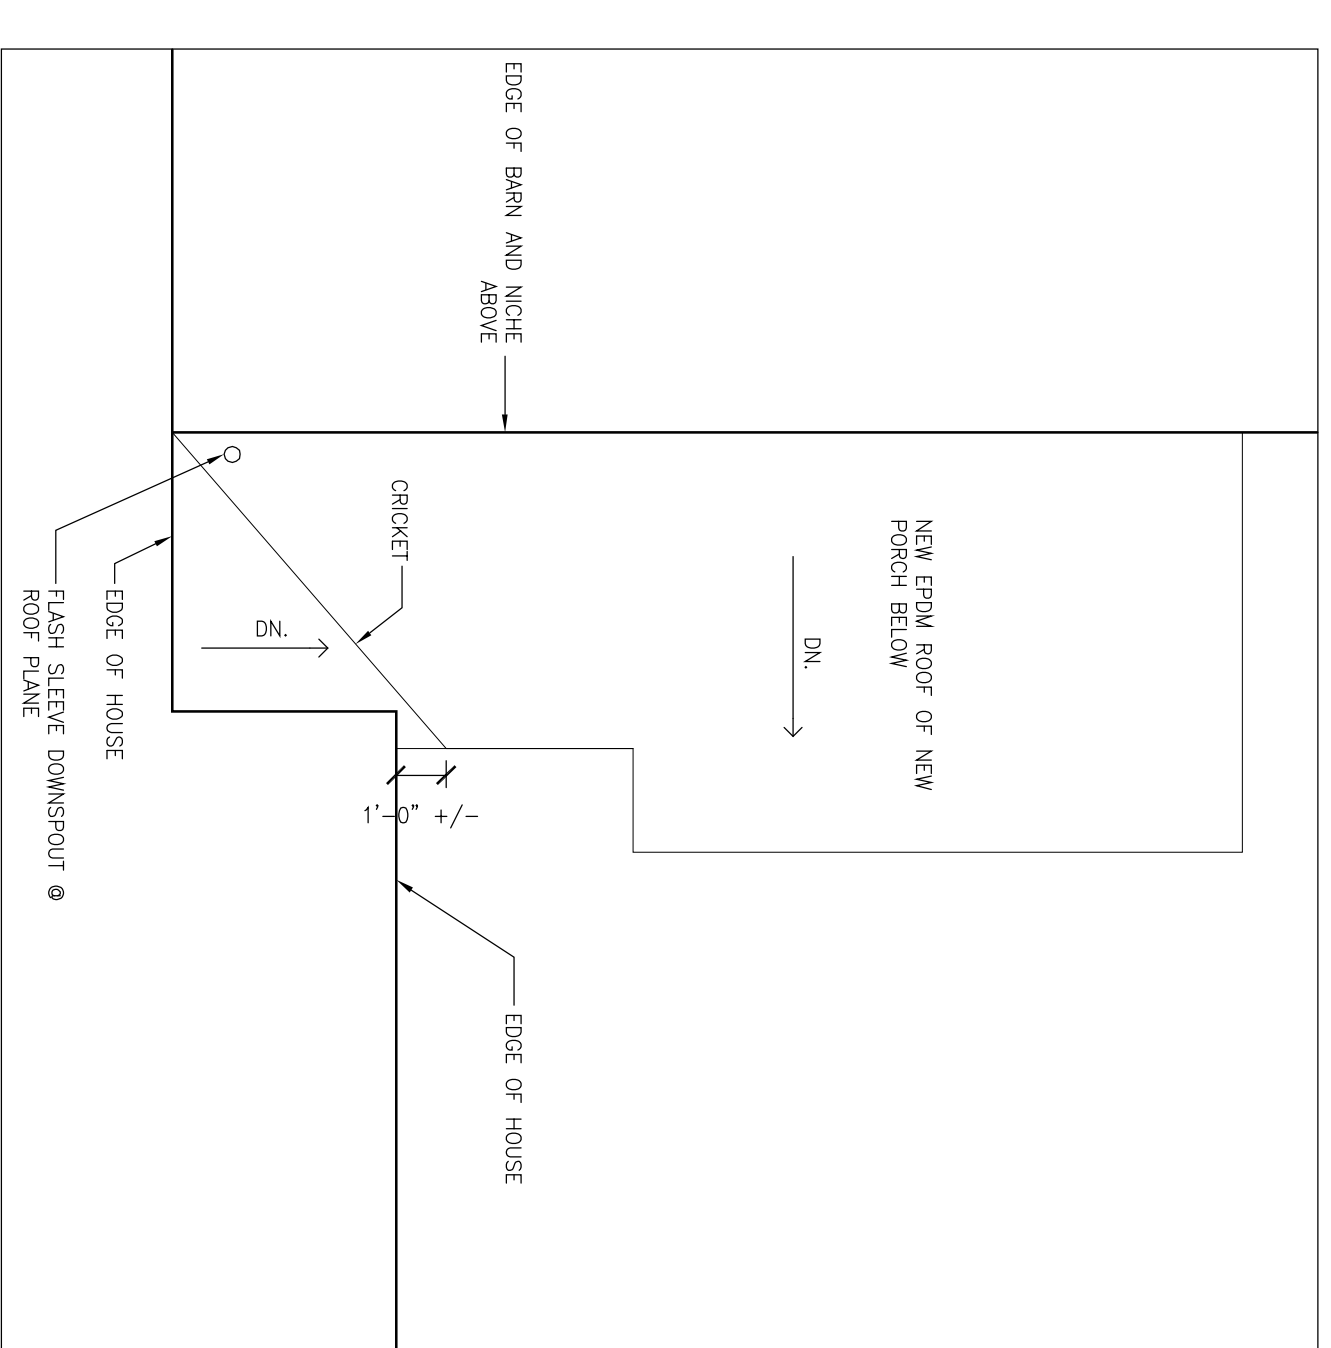 EDGE OF BARN AND NICHE
ABOVE
NEW EPDM ROOF OF NEW
PORCH BELOW
DN.
CRICKET
DN.
1'-0" +/-
EDGE OF HOUSE
EDGE OF HOUSE
FLASH SLEEVE DOWNSPOUT @
ROOF PLANE